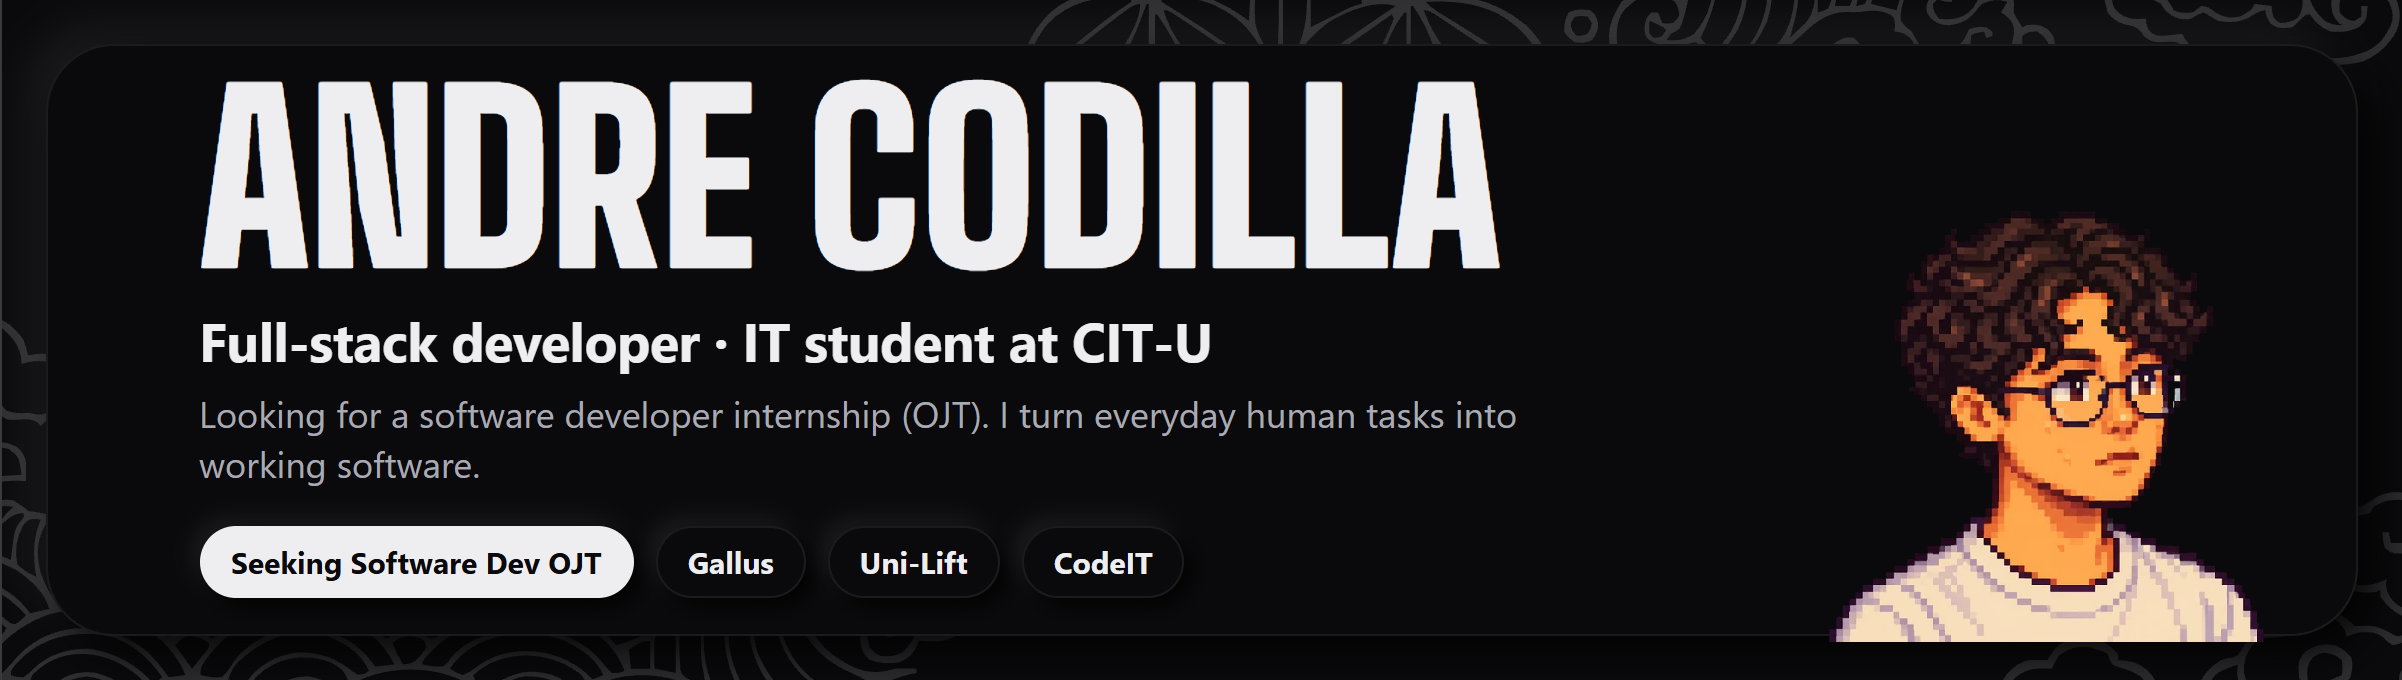 ANDRE CODILLA
Full-stack developer · IT student at CIT-U
Looking for a software developer internship (OJT). I turn everyday human tasks into
working software.
Seeking Software Dev OJT
Gallus
Uni-Lift
CodeIT